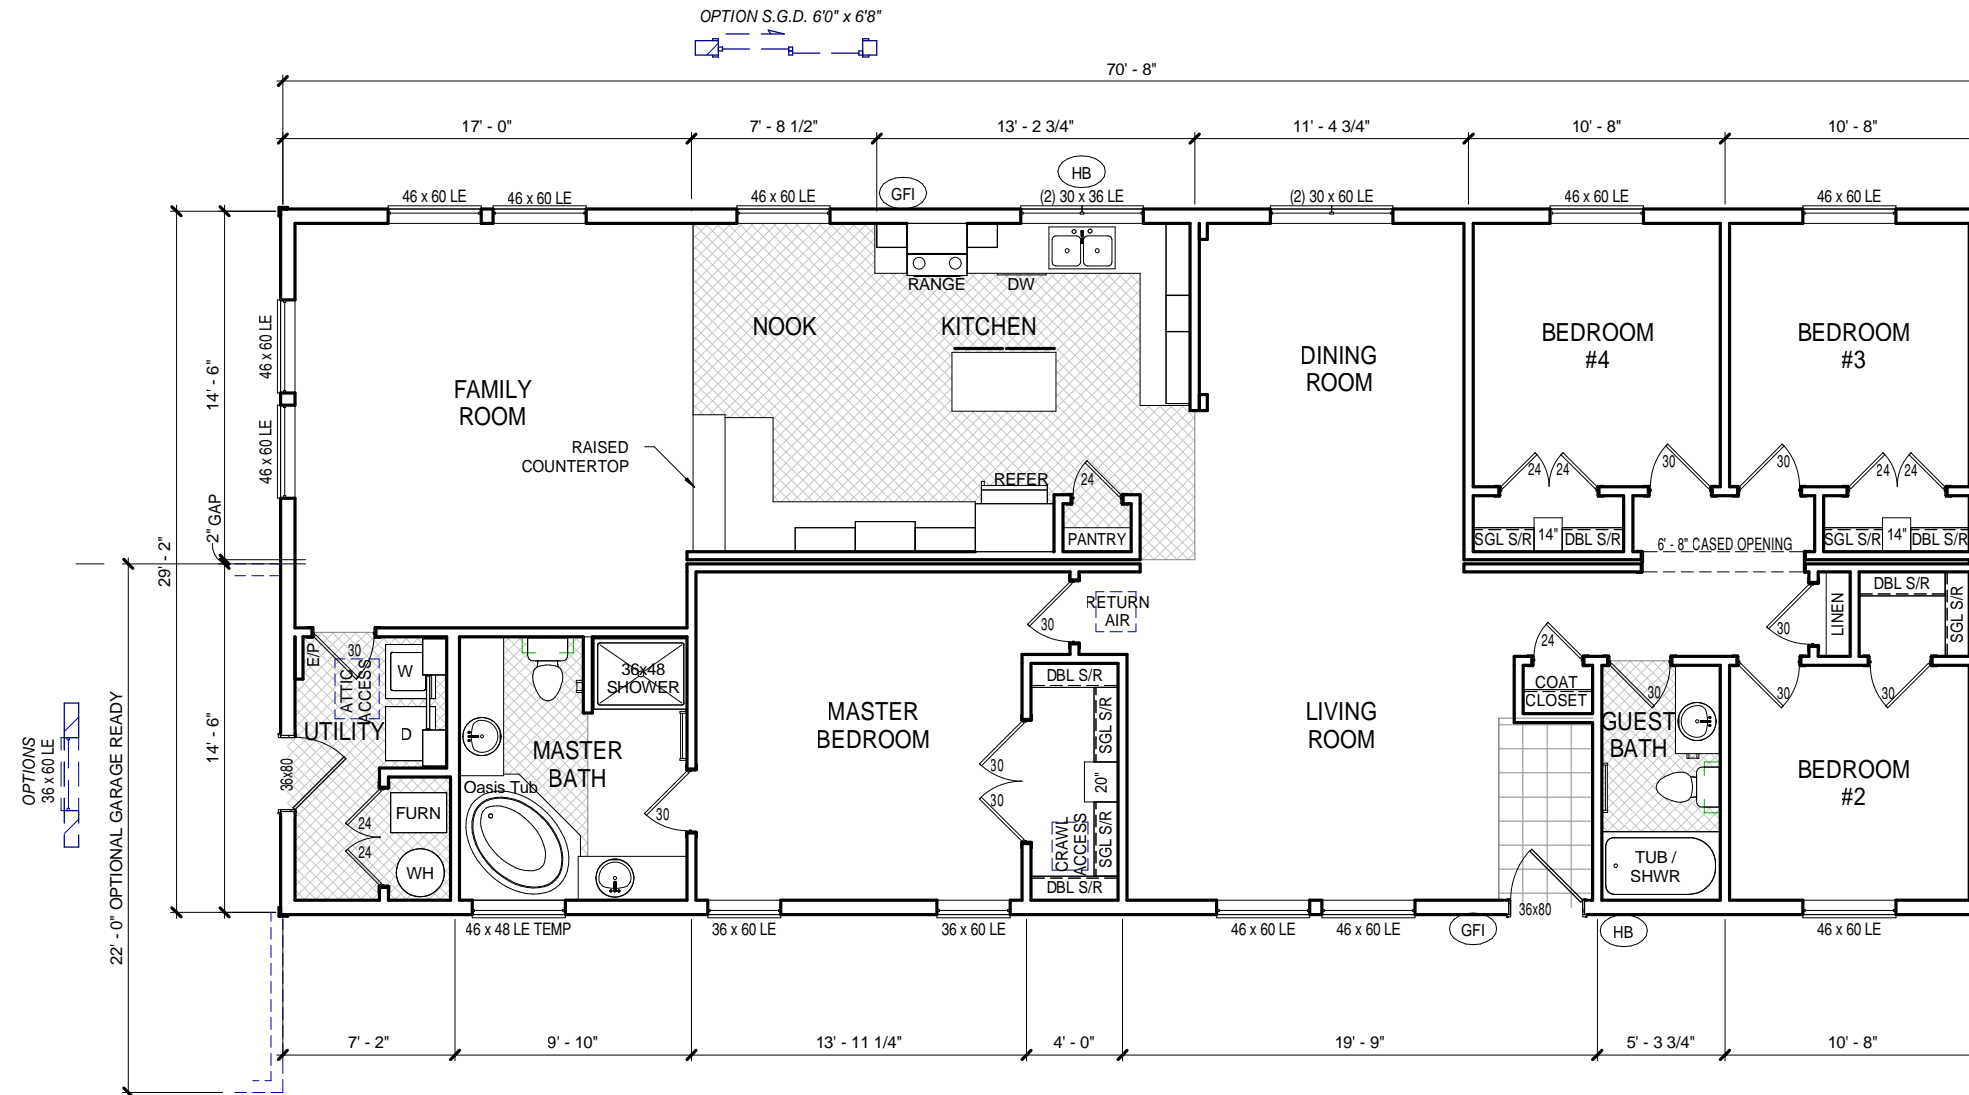 OPTION S.G.D. 6'0" x 6'8"
70' - 8"
17' - 0"
7' - 8 1/2"
13' - 2 3/4"
11' - 4 3/4"
10' - 8"
10' - 8"
HB
GFI
46 x 60 LE
46 x 60 LE
46 x 60 LE
(2) 30 x 36 LE
(2) 30 x 60 LE
46 x 60 LE
46 x 60 LE
RANGE
DW
NOOK
KITCHEN
46 x 60 LE
46 x 60 LE
14' - 6"
2" GAP
29' - 2"
14' - 6"
FAMILY
ROOM
RAISED
COUNTERTOP
DINING
ROOM
BEDROOM
#4
BEDROOM
#3
24
24
30
30
24
24
REFER
24
PANTRY
SGL S/R
14"
DBL S/R
6' - 8" CASED OPENING
SGL S/R
14"
DBL S/R
DBL S/R
SGL S/R
LINEN
30
RETURN
AIR
30
24
COAT
CLOSET
30
30
30
E/P
30
ATTIC
ACCESS
W
D
UTILITY
36x80
FURN
24
24
WH
36x48
SHOWER
MASTER
BATH
Oasis Tub
30
MASTER
BEDROOM
30
30
DBL S/R
SGL S/R
20"
SGL S/R
CRAWL
ACCESS
DBL S/R
LIVING
ROOM
GUEST
BATH
TUB /
SHWR
BEDROOM
#2
36x80
OPTIONS
36 x 60 LE
22' - 0" OPTIONAL GARAGE READY
46 x 48 LE TEMP
36 x 60 LE
36 x 60 LE
46 x 60 LE
46 x 60 LE
GFI
HB
46 x 60 LE
7' - 2"
9' - 10"
13' - 11 1/4"
4' - 0"
19' - 9"
5' - 3 3/4"
10' - 8"